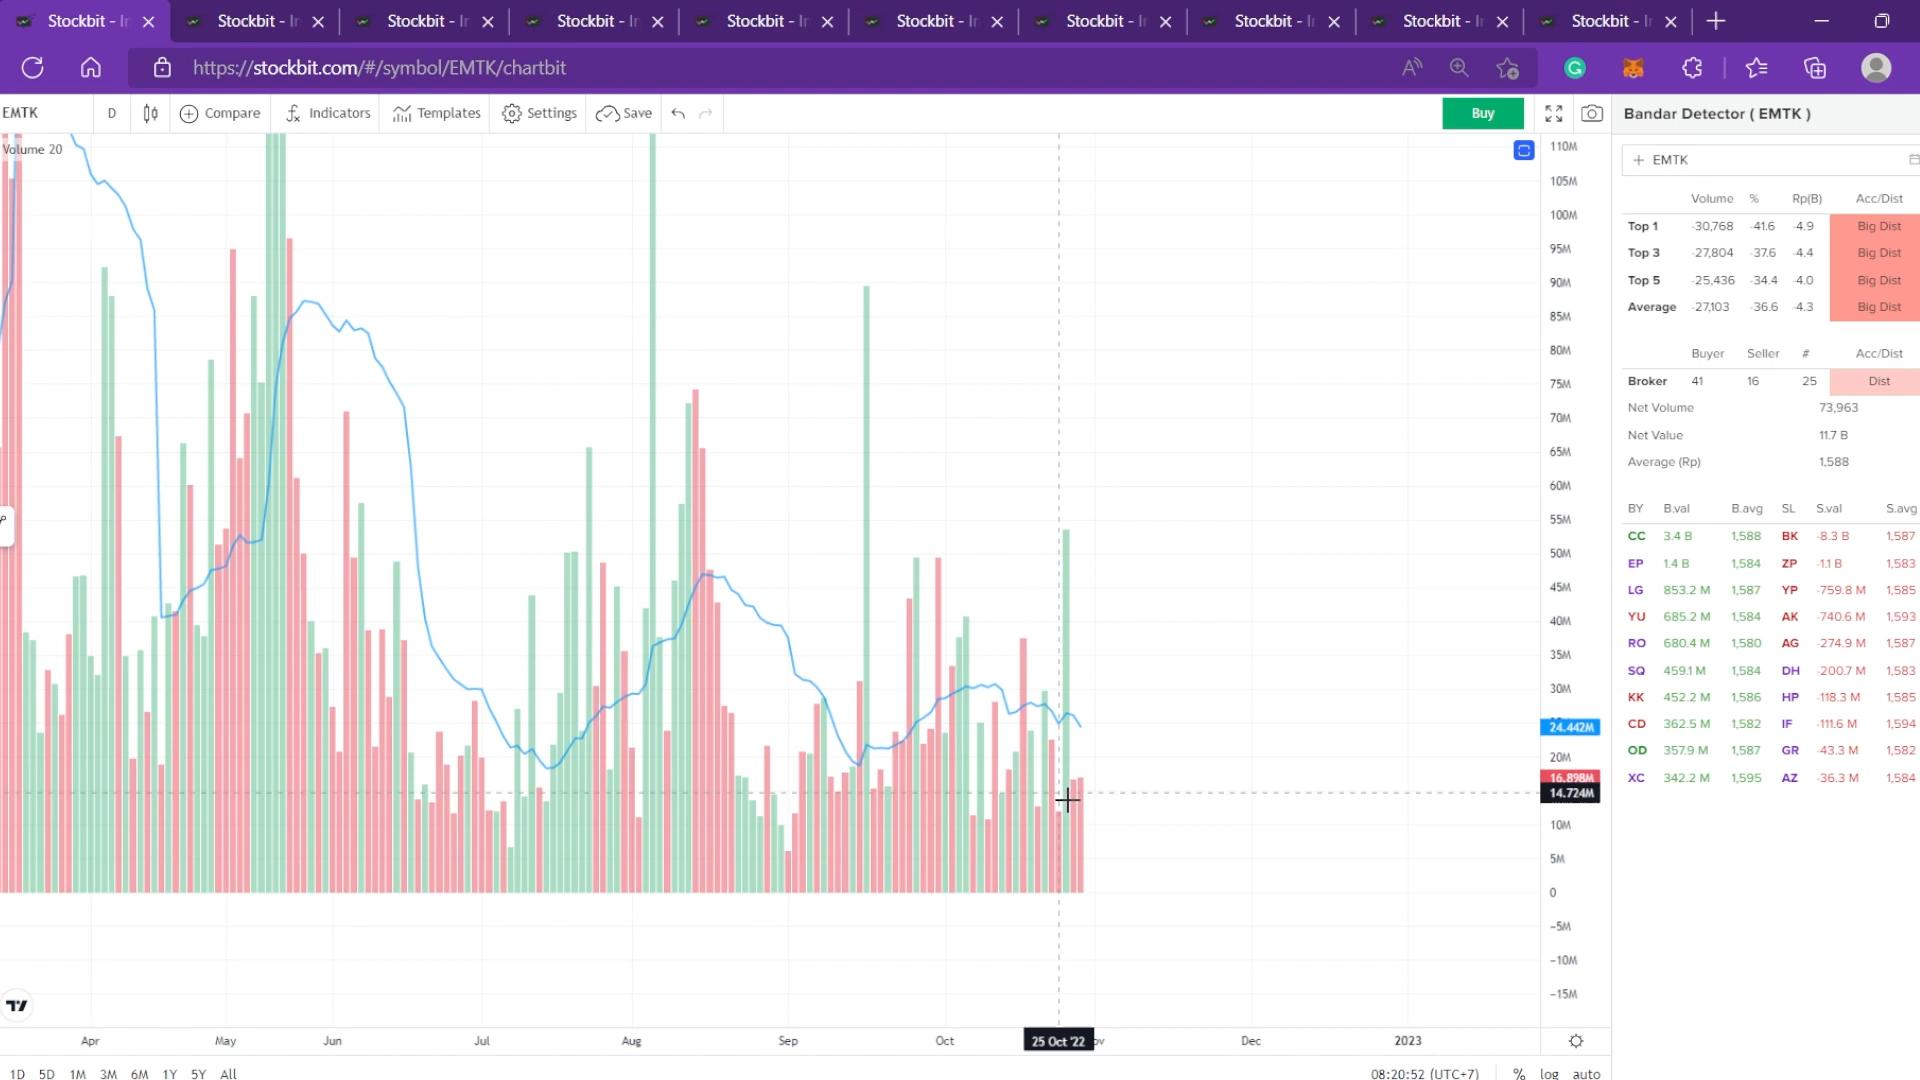 Stockbit - Ir Stockbit - Ir Stockbit - Ir Stockbit - Ir Stockbit - Ir Stockbit - Ir Stockbit - Ir Stockbit - Ir Stockbit - Ir Stockbit - Ir
https://stockbit.com/#/symbol/EMTK/chartbit
EMTK D Compare Indicators Templates Settings Save Buy
Volume 20
110M
105M
100M
95M
90M
85M
80M
75M
70M
65M
60M
55M
50M
45M
40M
35M
30M
24.442M
20M
16.898M
14.724M
10M
5M
0
−5M
−10M
−15M
Apr May Jun Jul Aug Sep Oct 25 Oct '22 Dec 2023
1D 5D 1M 3M 6M 1Y 5Y All 08:20:52 (UTC+7) % log auto
Bandar Detector ( EMTK )
+ EMTK
Volume % Rp(B) Acc/Dist
Top 1 -30,768 -41.6 -4.9 Big Dist
Top 3 -27,804 -37.6 -4.4 Big Dist
Top 5 -25,436 -34.4 -4.0 Big Dist
Average -27,103 -36.6 -4.3 Big Dist
Buyer Seller # Acc/Dist
Broker 41 16 25 Dist
Net Volume 73,963
Net Value 11.7 B
Average (Rp) 1,588
BY B.val B.avg SL S.val S.avg
CC 3.4 B 1,588 BK -8.3 B 1,587
EP 1.4 B 1,584 ZP -1.1 B 1,583
LG 853.2 M 1,587 YP -759.8 M 1,585
YU 685.2 M 1,584 AK -740.6 M 1,593
RO 680.4 M 1,580 AG -274.9 M 1,587
SQ 459.1 M 1,584 DH -200.7 M 1,583
KK 452.2 M 1,586 HP -118.3 M 1,585
CD 362.5 M 1,582 IF -111.6 M 1,594
OD 357.9 M 1,587 GR -43.3 M 1,582
XC 342.2 M 1,595 AZ -36.3 M 1,584